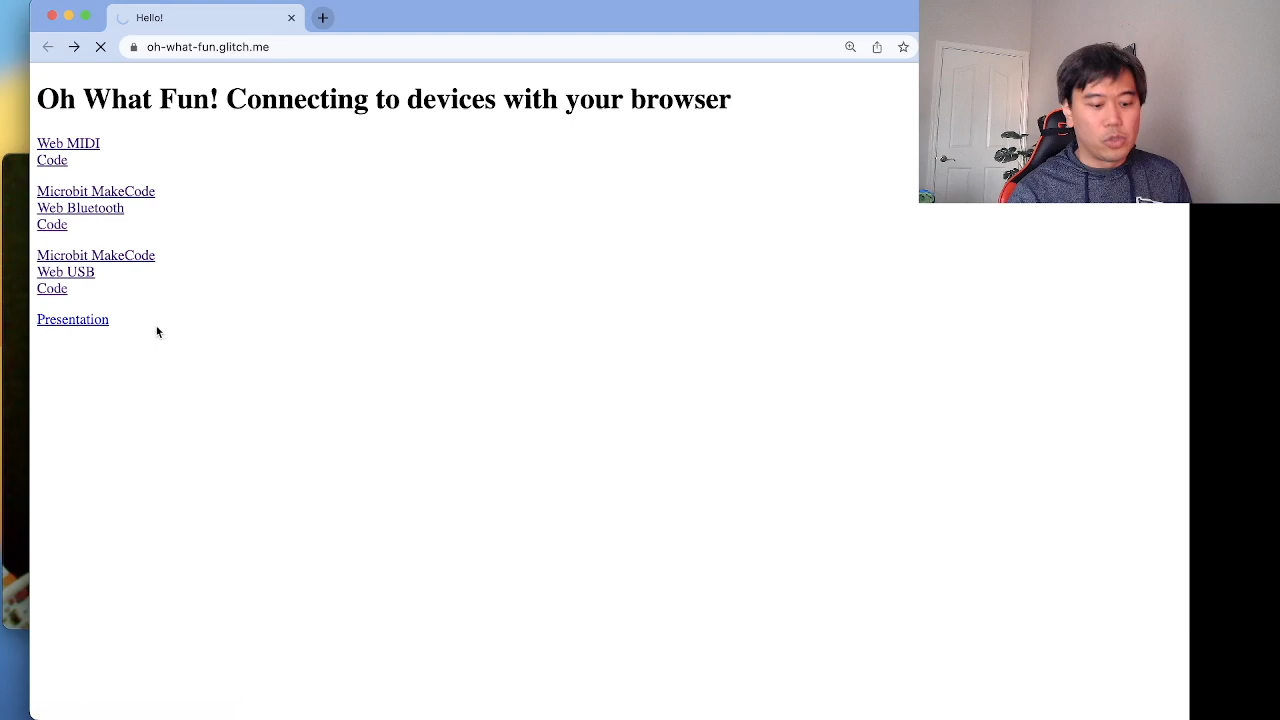 Hello!
oh-what-fun.glitch.me
Oh What Fun! Connecting to devices with your browser
Web MIDI
Code
Microbit MakeCode
Web Bluetooth
Code
Microbit MakeCode
Web USB
Code
Presentation